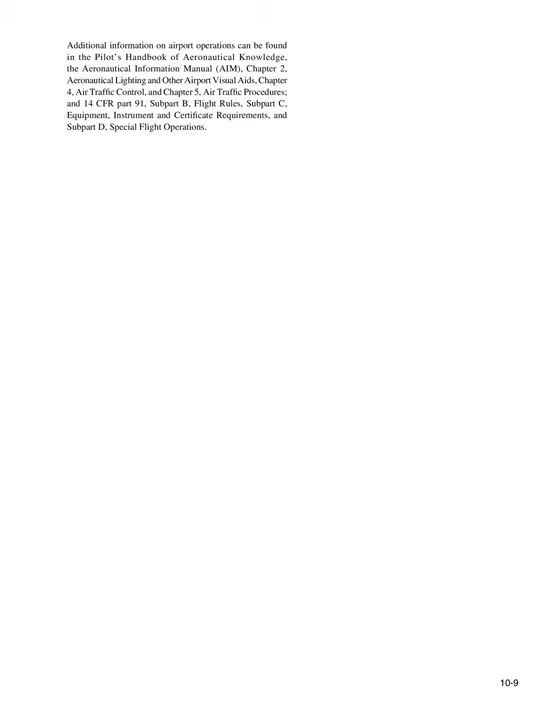 Additional information on airport operations can be found
in the Pilot’s Handbook of Aeronautical Knowledge,
the Aeronautical Information Manual (AIM), Chapter 2,
Aeronautical Lighting and Other Airport Visual Aids, Chapter
4, Air Traffic Control, and Chapter 5, Air Traffic Procedures;
and 14 CFR part 91, Subpart B, Flight Rules, Subpart C,
Equipment, Instrument and Certificate Requirements, and
Subpart D, Special Flight Operations.
10-9